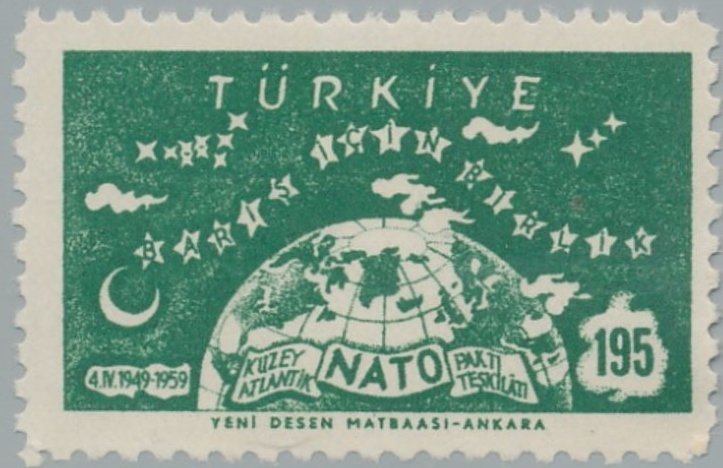 TÜRKİYE
BARIŞ İÇİN BİRLİK
4.IV.1949-1959
KUZEY
ATLANTİK
NATO
PAKTI
TEŞKİLÂTI
195
YENİ DESEN MATBAASI-ANKARA